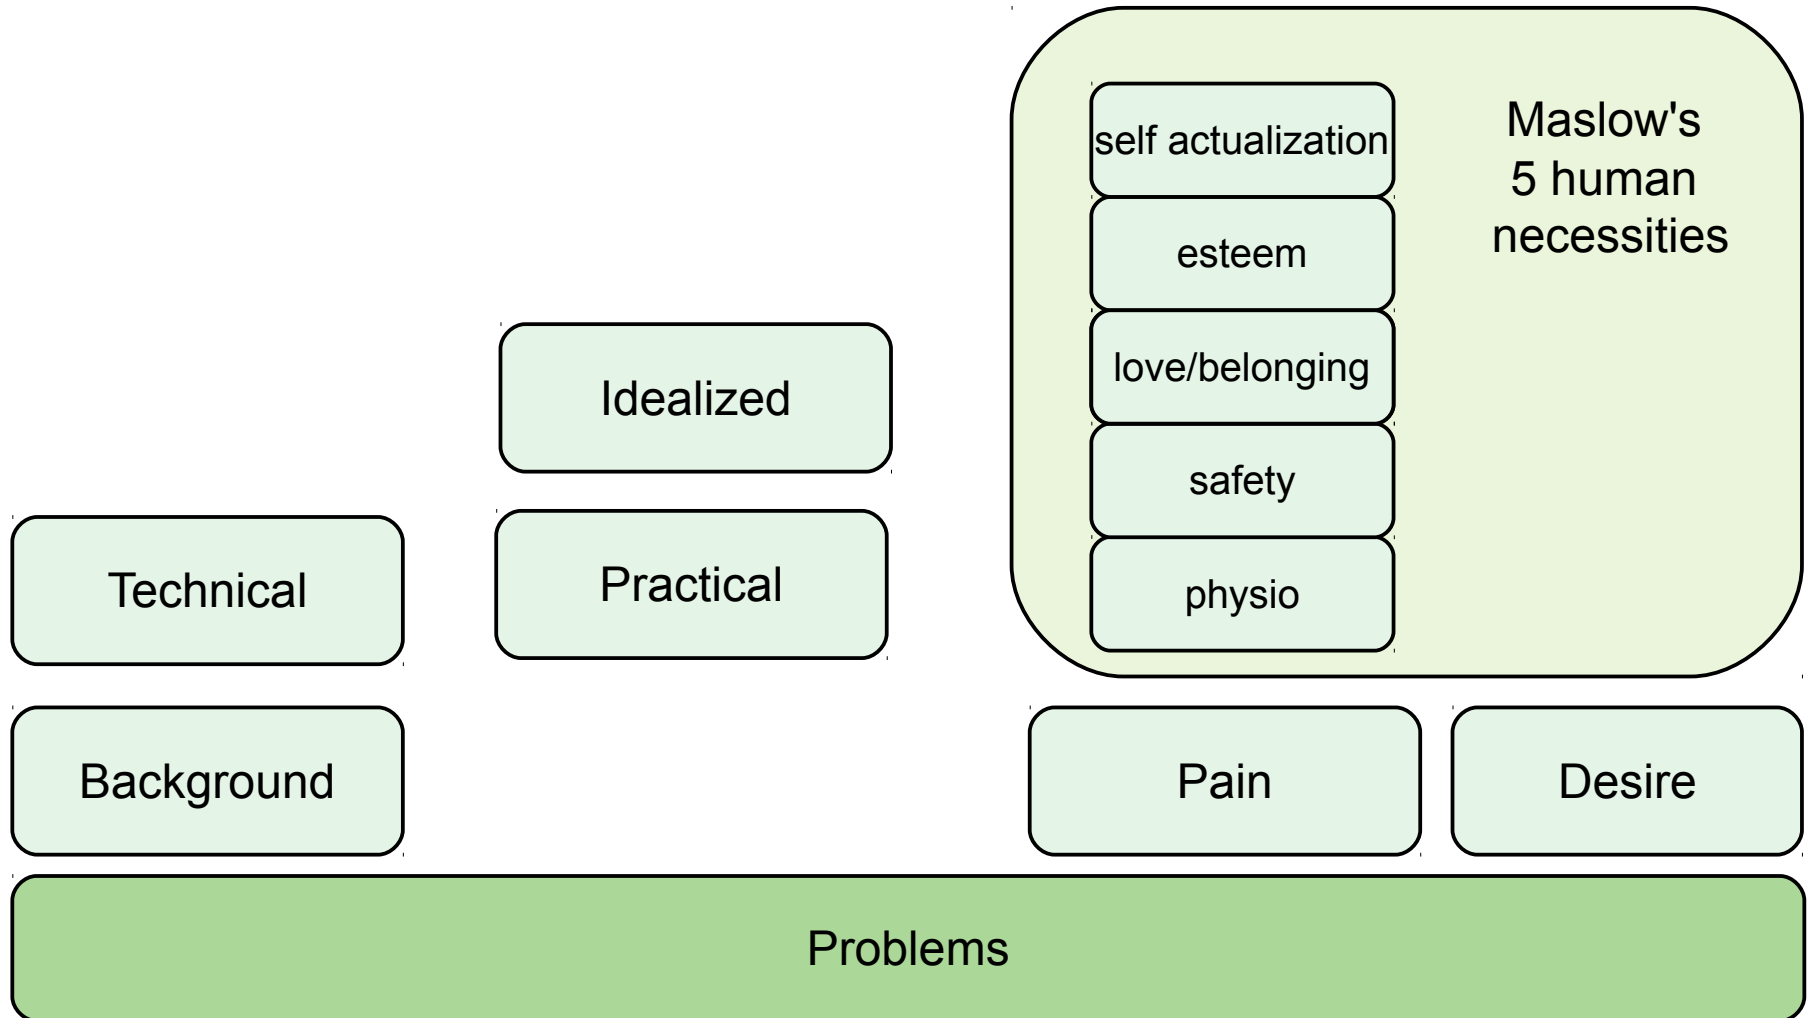 self actualization
Maslow's
5 human
necessities
esteem
love/belonging
safety
physio
Idealized
Practical
Technical
Background
Pain
Desire
Problems